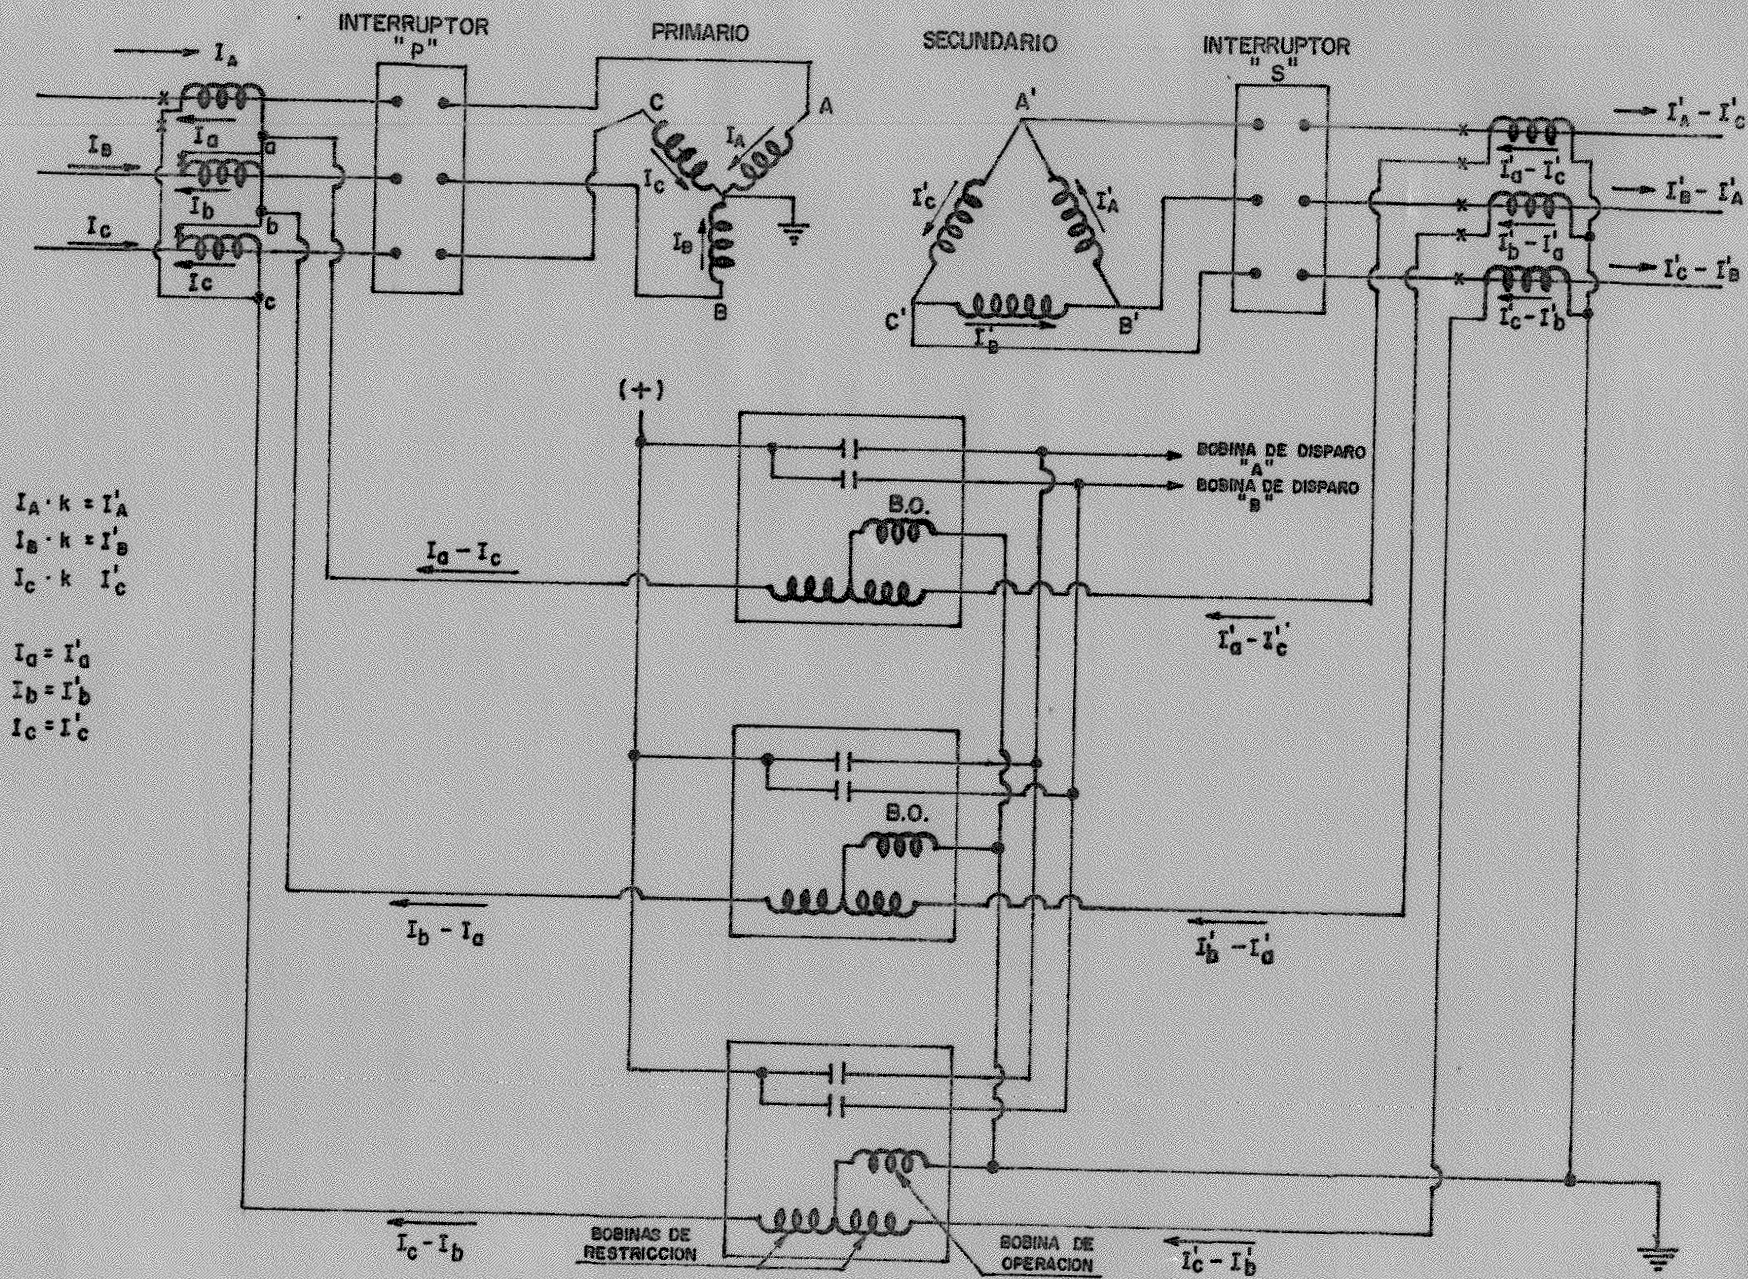 INTERRUPTOR
"P"
PRIMARIO
SECUNDARIO
INTERRUPTOR
"S"
I_A
I_a
a
I_B
I_b
b
I_C
I_c
c
C
A
I_A
I_C
I_B
B
A'
I'_C
I'_A
C'
I'_B
B'
I'_A - I'_C
I'_a - I'_c
I'_B - I'_A
I'_b - I'_a
I'_C - I'_B
I'_c - I'_b
(+)
BOBINA DE DISPARO
"A"
BOBINA DE DISPARO
"B"
B.O.
I_A · k = I'_A
I_B · k = I'_B
I_C · k I'_C
I_a = I'_a
I_b = I'_b
I_c = I'_c
I_a - I_c
I'_a - I'_c
B.O.
I_b - I_a
I'_b - I'_a
I_c - I_b
BOBINAS DE
RESTRICCION
BOBINA DE
OPERACION
I'_c - I'_b